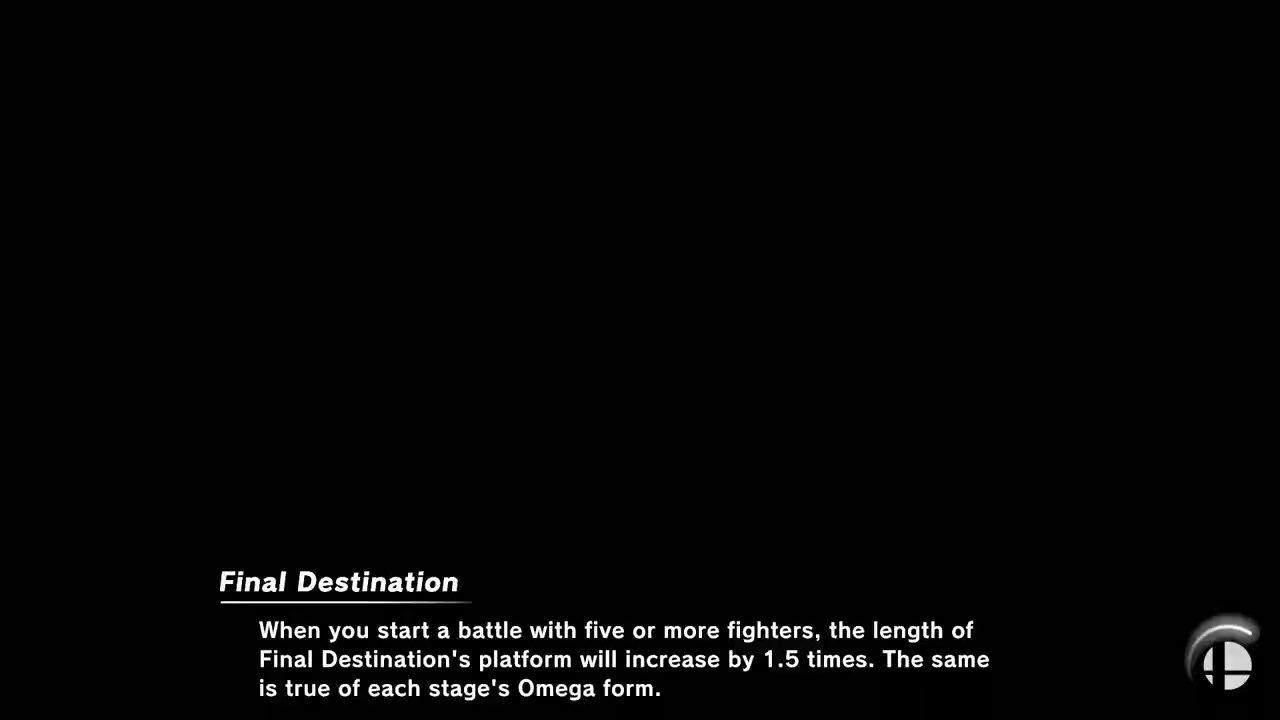 Final Destination
When you start a battle with five or more fighters, the length of
Final Destination's platform will increase by 1.5 times. The same
is true of each stage's Omega form.